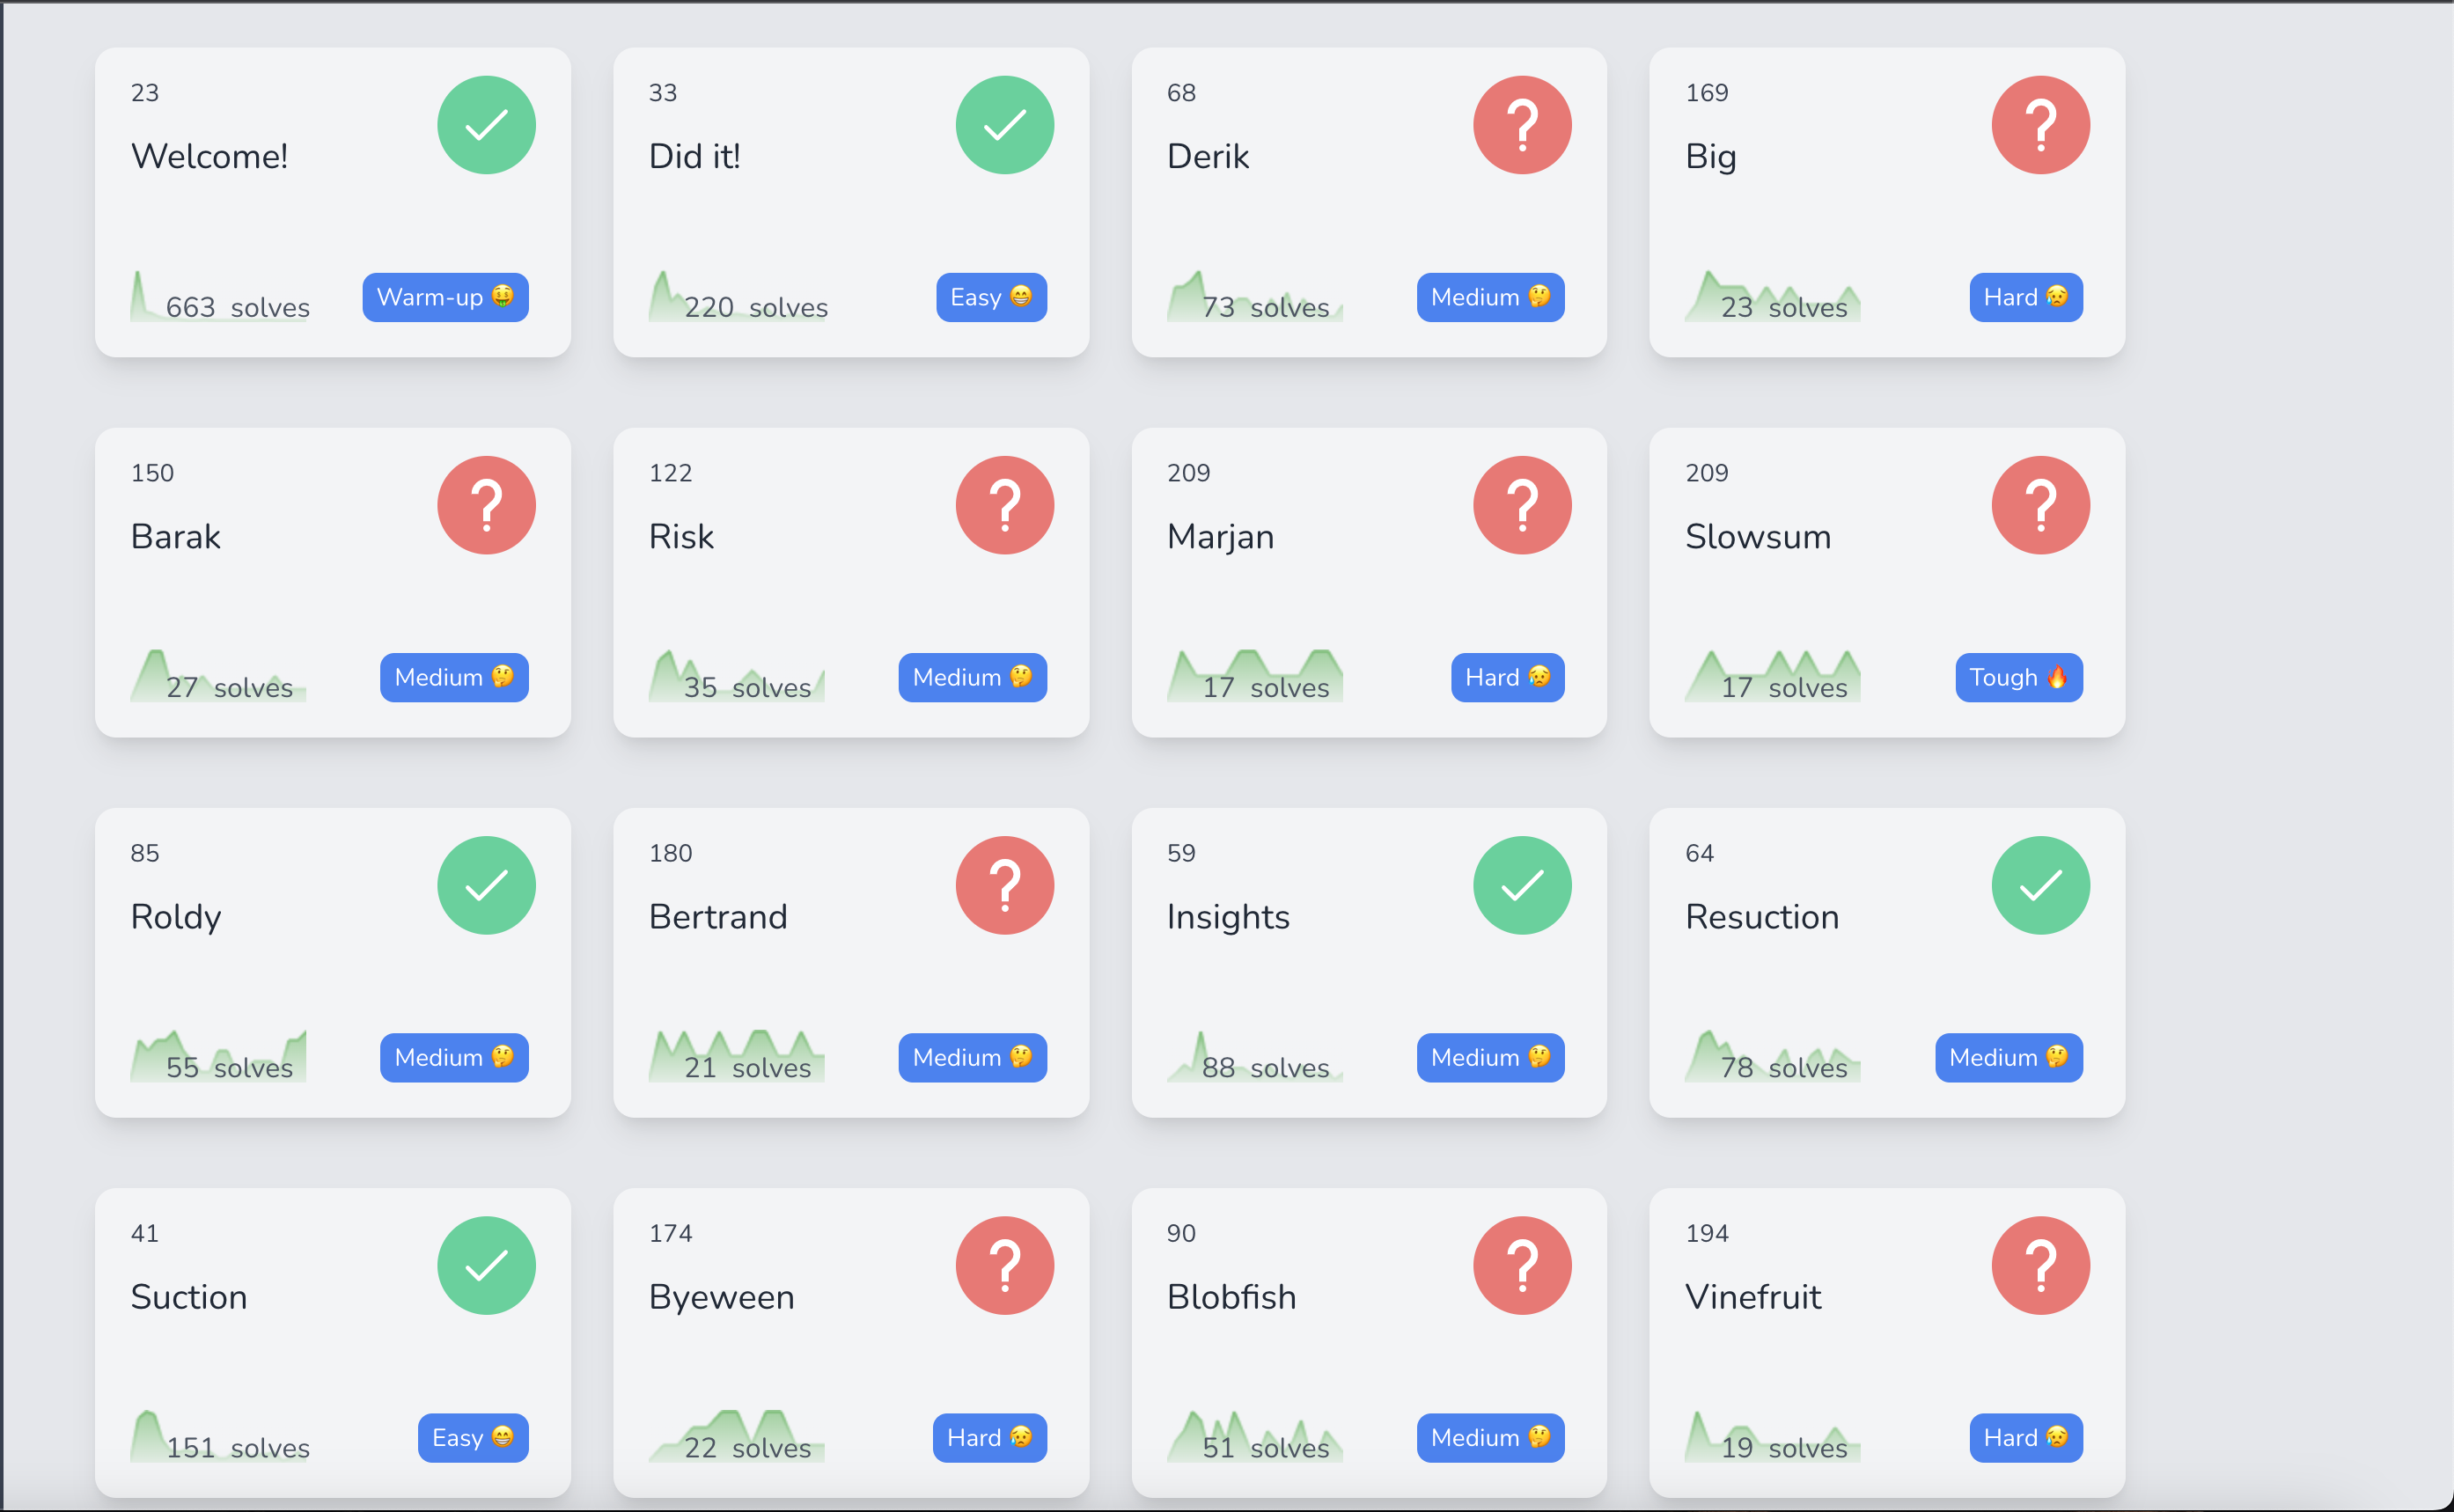 23
Welcome!
663 solves
Warm-up 🤑
33
Did it!
220 solves
Easy 😁
68
Derik
73 solves
Medium 🤔
169
Big
23 solves
Hard 😥
150
Barak
27 solves
Medium 🤔
122
Risk
35 solves
Medium 🤔
209
Marjan
17 solves
Hard 😥
209
Slowsum
17 solves
Tough 🔥
85
Roldy
55 solves
Medium 🤔
180
Bertrand
21 solves
Medium 🤔
59
Insights
88 solves
Medium 🤔
64
Resuction
78 solves
Medium 🤔
41
Suction
151 solves
Easy 😁
174
Byeween
22 solves
Hard 😥
90
Blobfish
51 solves
Medium 🤔
194
Vinefruit
19 solves
Hard 😥